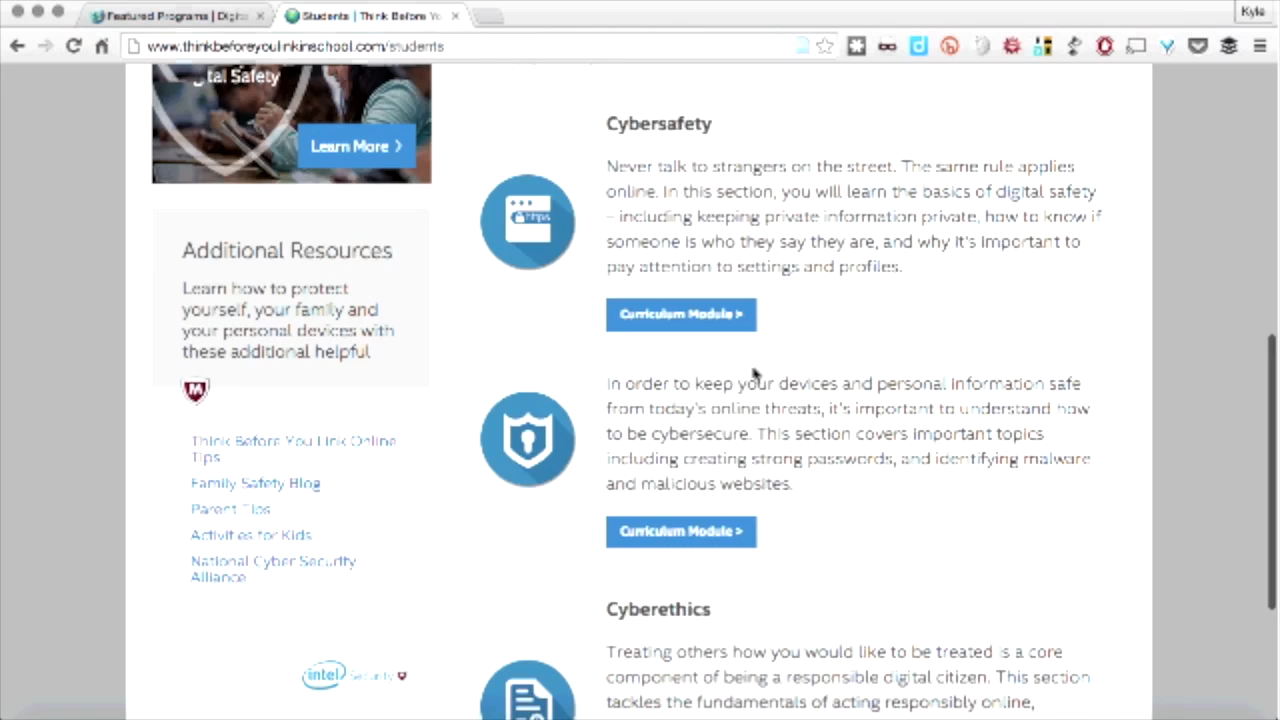 Featured Programs | Digit
Students | Think Before Yo
Kyle
www.thinkbeforeyoulinkinschool.com/students
tal Safety
Learn More >
Additional Resources
Learn how to protect
yourself, your family and
your personal devices with
these additional helpful
Think Before You Link Online
Tips
Family Safety Blog
Parent Tips
Activities for Kids
National Cyber Security
Alliance
intel Security
Cybersafety
Never talk to strangers on the street. The same rule applies
online. In this section, you will learn the basics of digital safety
– including keeping private information private, how to know if
someone is who they say they are, and why it's important to
pay attention to settings and profiles.
https
Curriculum Module >
In order to keep your devices and personal information safe
from today's online threats, it's important to understand how
to be cybersecure. This section covers important topics
including creating strong passwords, and identifying malware
and malicious websites.
Curriculum Module >
Cyberethics
Treating others how you would like to be treated is a core
component of being a responsible digital citizen. This section
tackles the fundamentals of acting responsibly online,